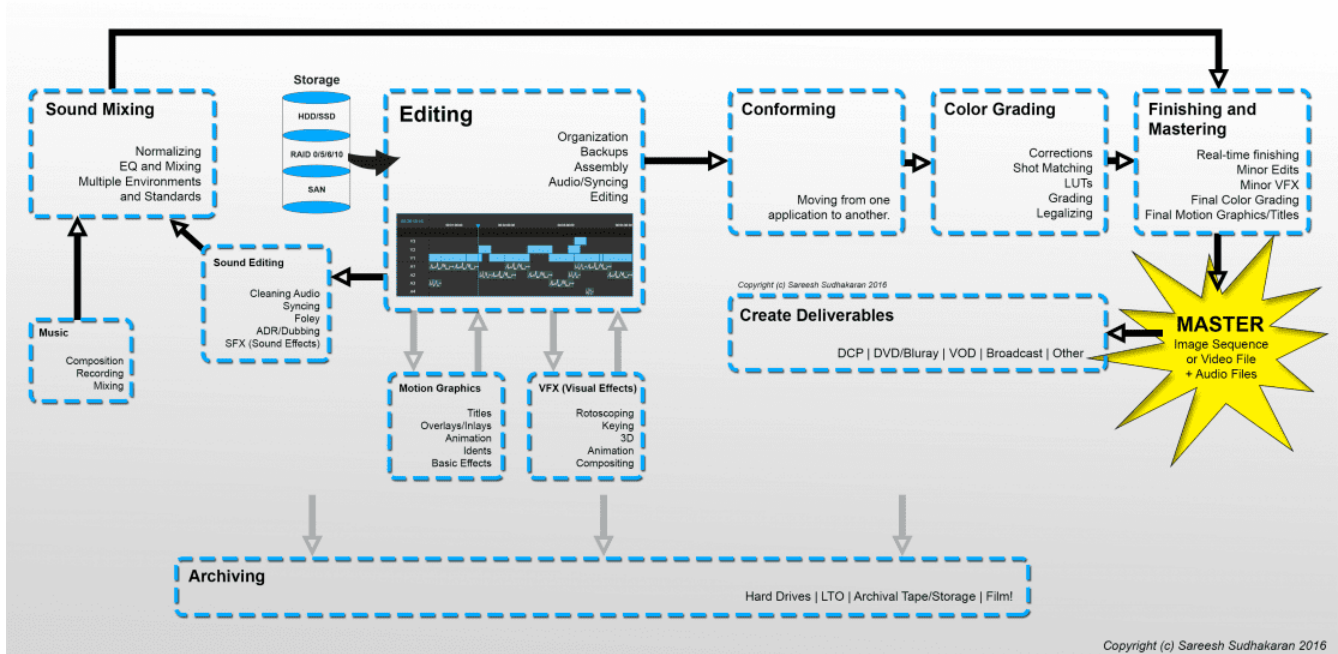 Storage
HDD/SSD
RAID 0/5/6/10
SAN
Sound Mixing
Normalizing
EQ and Mixing
Multiple Environments
and Standards
Editing
Organization
Backups
Assembly
Audio/Syncing
Editing
Conforming
Moving from one
application to another.
Color Grading
Corrections
Shot Matching
LUTs
Grading
Legalizing
Finishing and
Mastering
Real-time finishing
Minor Edits
Minor VFX
Final Color Grading
Final Motion Graphics/Titles
Sound Editing
Cleaning Audio
Syncing
Foley
ADR/Dubbing
SFX (Sound Effects)
Music
Composition
Recording
Mixing
Copyright (c) Sareesh Sudhakaran 2016
Create Deliverables
DCP | DVD/Bluray | VOD | Broadcast | Other
MASTER
Image Sequence
or Video File
+ Audio Files
Motion Graphics
Titles
Overlays/Inlays
Animation
Idents
Basic Effects
VFX (Visual Effects)
Rotoscoping
Keying
3D
Animation
Compositing
Archiving
Hard Drives | LTO | Archival Tape/Storage | Film!
Copyright (c) Sareesh Sudhakaran 2016